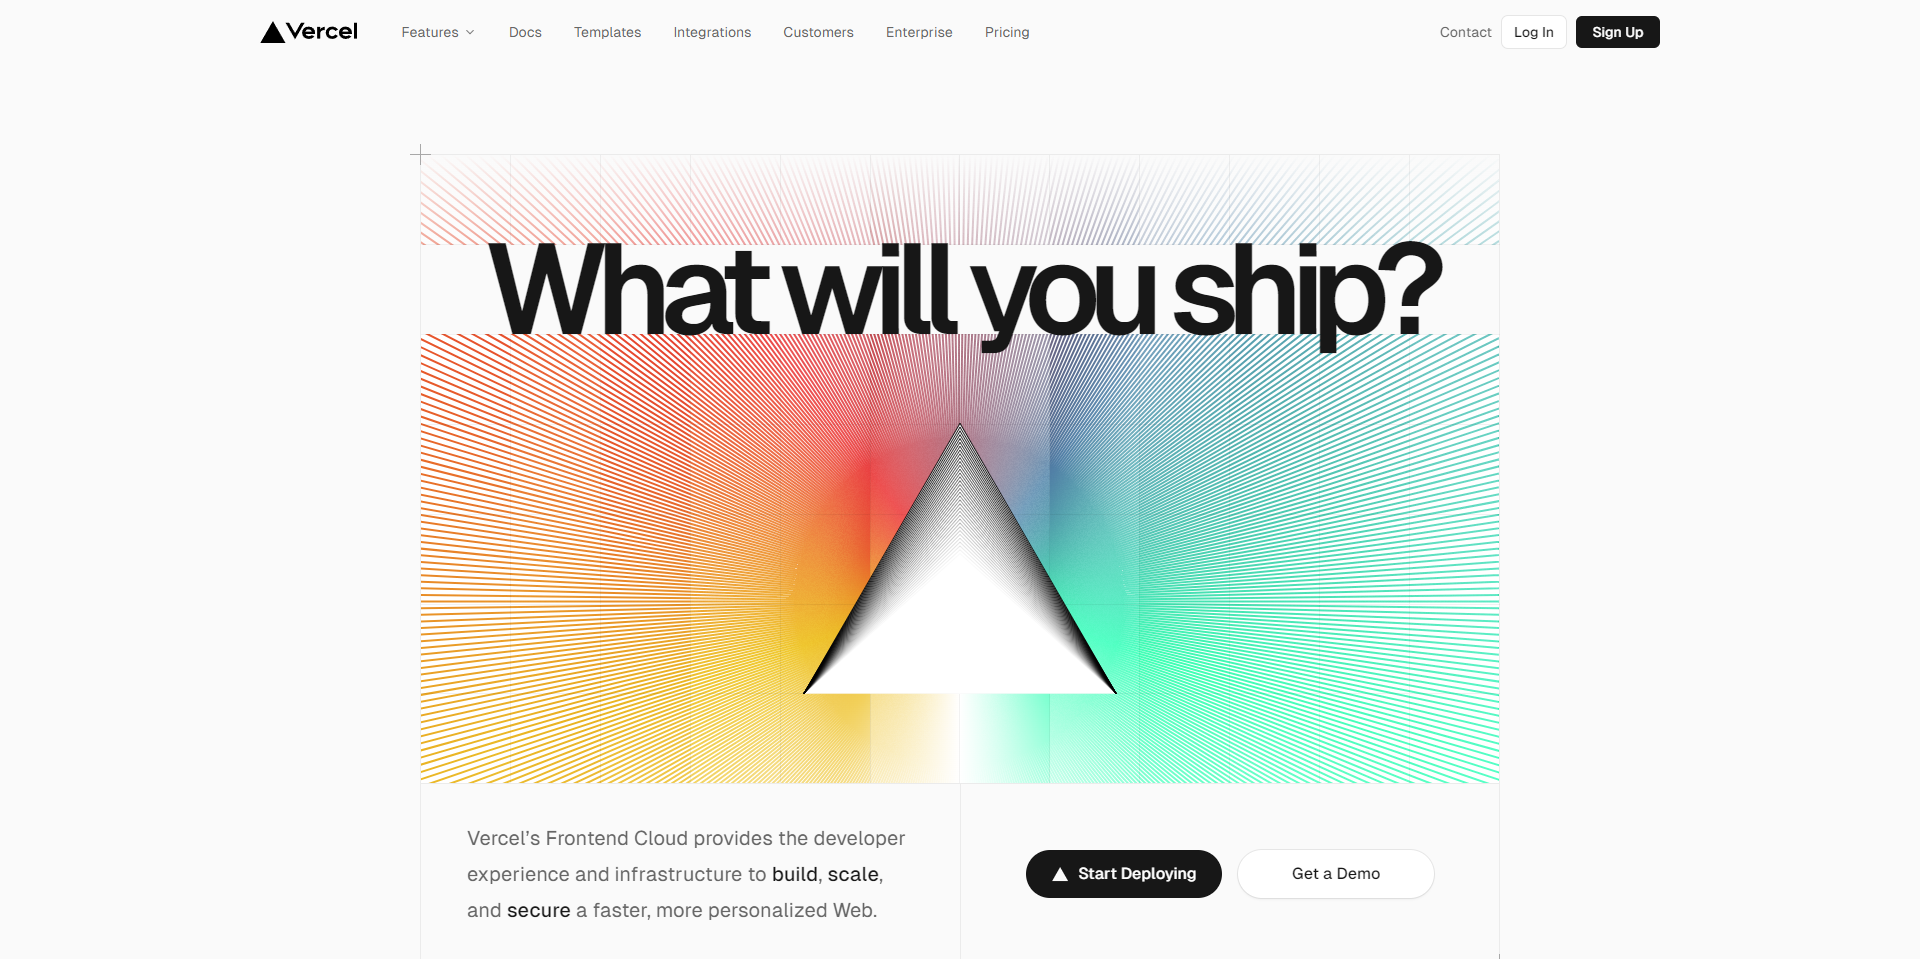 Vercel
Features
Docs
Templates
Integrations
Customers
Enterprise
Pricing
Contact
Log In
Sign Up
What will you ship?
Vercel’s Frontend Cloud provides the developer
experience and infrastructure to build, scale,
and secure a faster, more personalized Web.
Start Deploying
Get a Demo